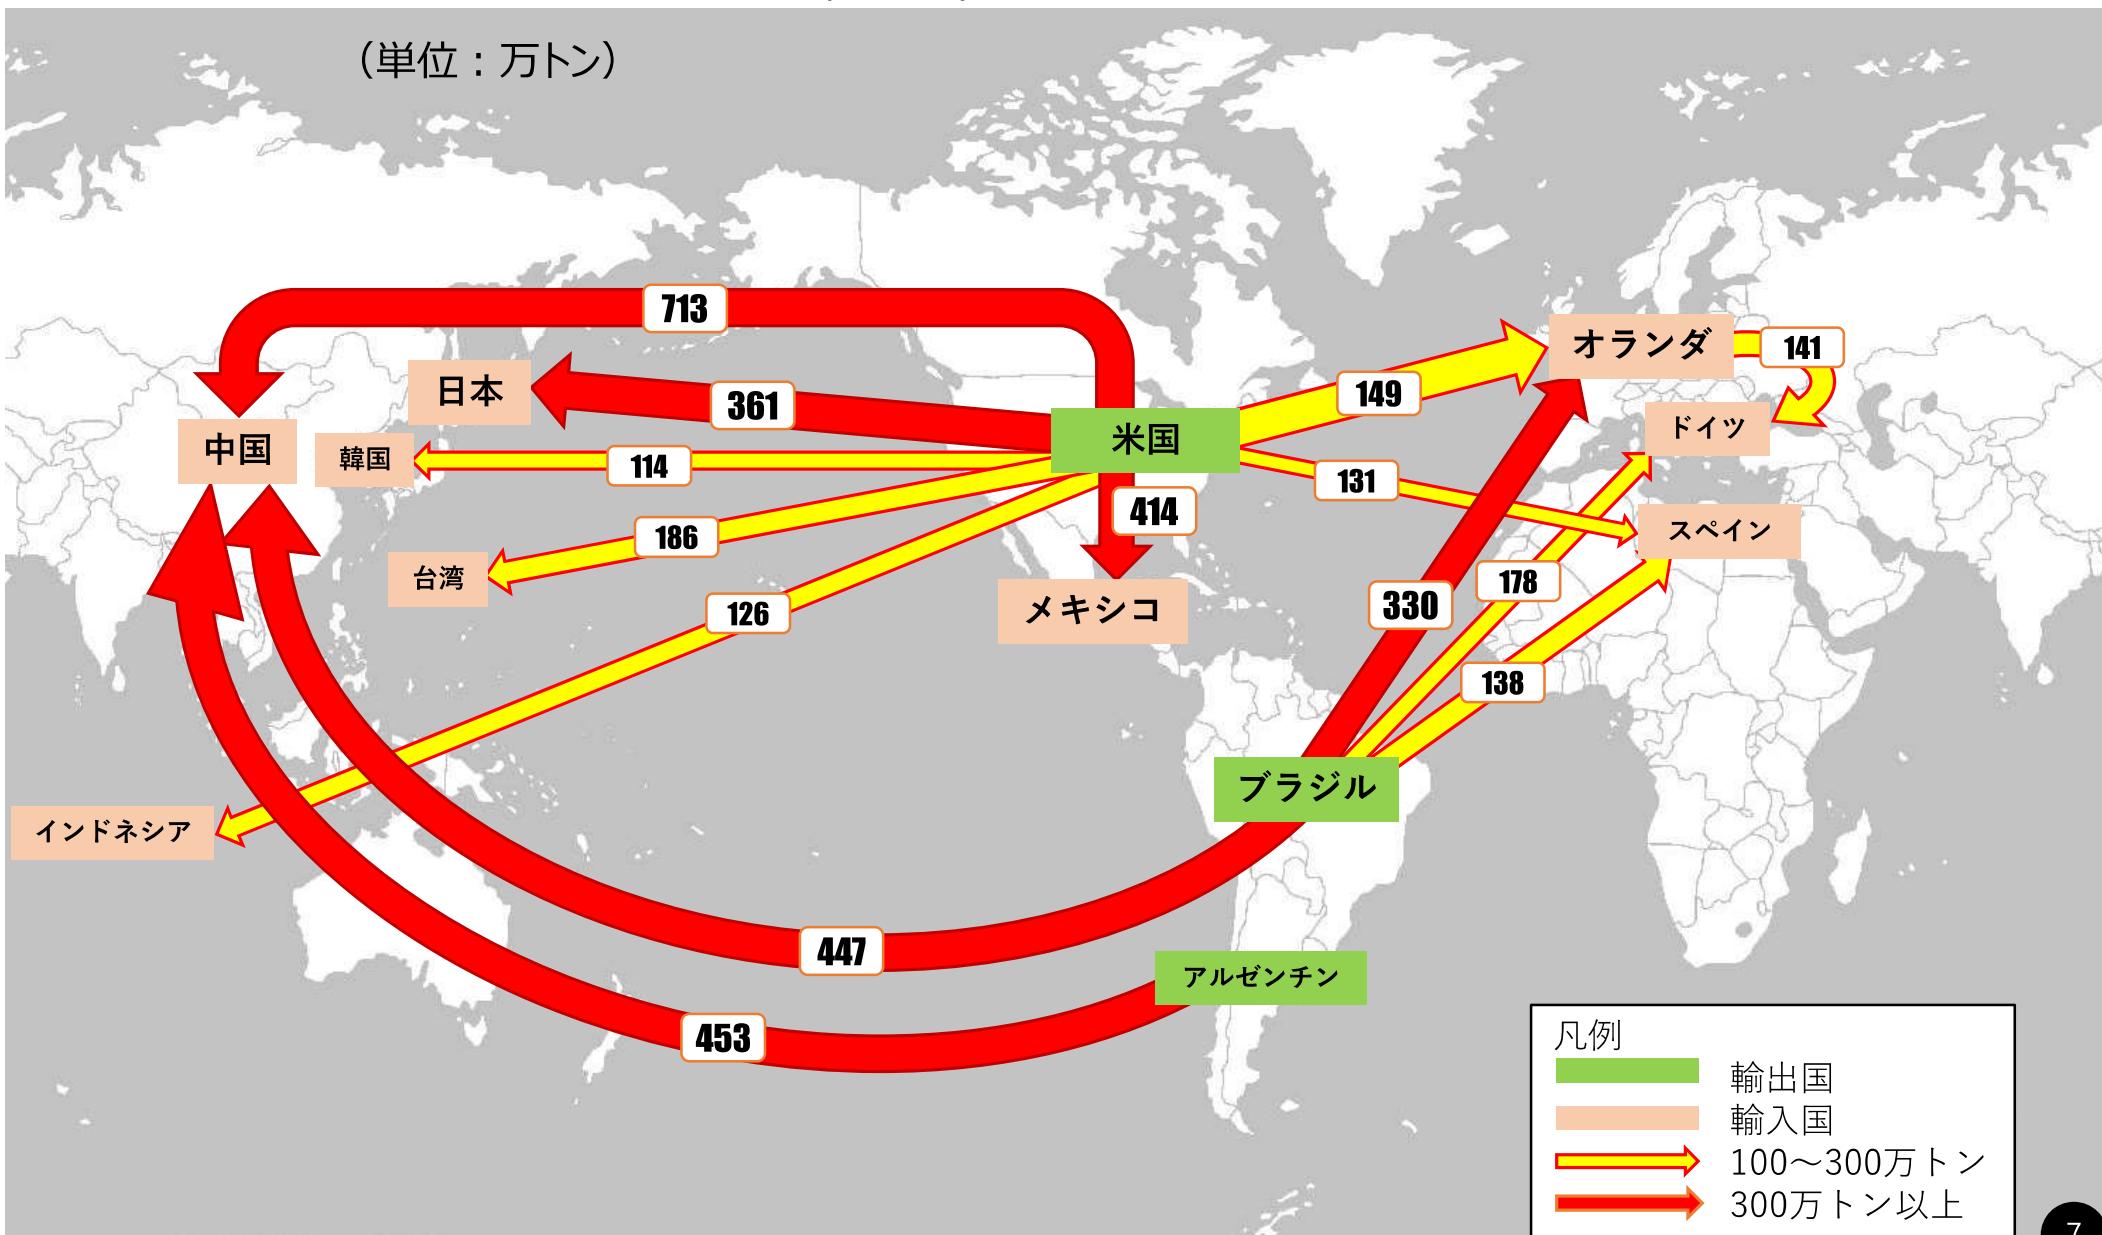 （単位：万トン）
713
オランダ
141
日本
361
149
ドイツ
中国
韓国
米国
114
131
414
スペイン
186
台湾
178
126
メキシコ
330
138
ブラジル
インドネシア
447
アルゼンチン
453
凡例
輸出国
輸入国
100～300万トン
300万トン以上
7